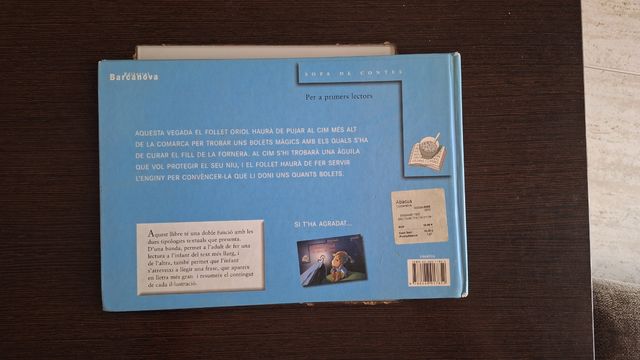 Barcanova
SOPA DE CONTES
Per a primers lectors
AQUESTA VEGADA EL FOLLET ORIOL HAURÀ DE PUJAR AL CIM MÉS ALT
DE LA COMARCA PER TROBAR UNS BOLETS MÀGICS AMB ELS QUALS S'HA
DE CURAR EL FILL DE LA FORNERA. AL CIM S'HI TROBARÀ UNA ÀGUILA
QUE VOL PROTEGIR EL SEU NIU, I EL FOLLET HAURÀ DE FER SERVIR
L'ENGINY PER CONVÈNCER-LA QUE LI DONI UNS QUANTS BOLETS.
Abacus
Aquest llibre té una doble funció amb les
dues tipologies textuals que presenta.
D'una banda, permet a l'adult de fer una
lectura a l'infant del text més llarg, i
de l'altra, també permet que l'infant
s'atreveixi a llegir una frase, que apareix
en lletra més gran i resumeix el contingut
de cada il·lustració.
SI T'HA AGRADAT...